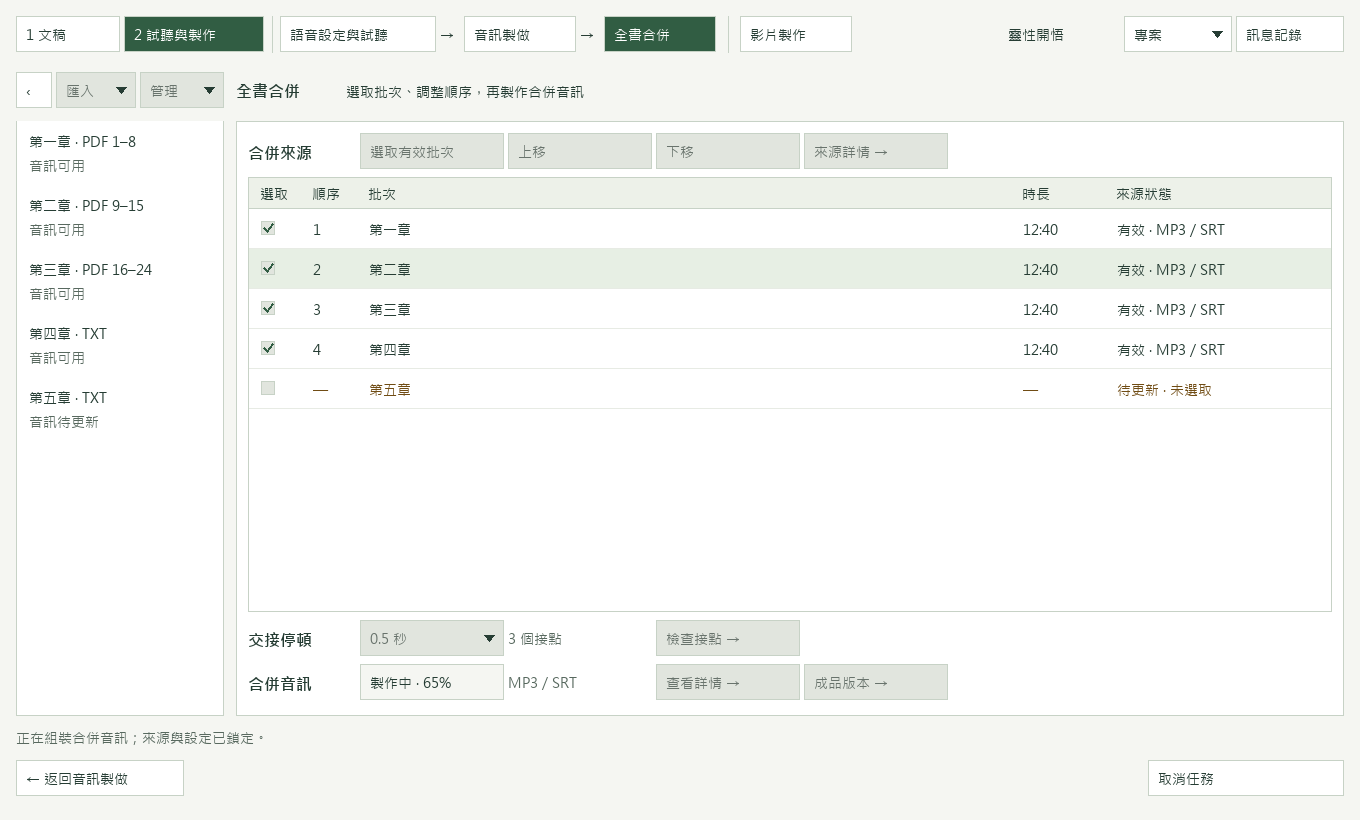 1 文稿
2 試聽與製作
語音設定與試聽 → 音訊製做 → 全書合併
影片製作
靈性開悟
專案
訊息記錄
‹
匯入
管理
全書合併
選取批次、調整順序，再製作合併音訊
第一章 · PDF 1–8
音訊可用
第二章 · PDF 9–15
音訊可用
第三章 · PDF 16–24
音訊可用
第四章 · TXT
音訊可用
第五章 · TXT
音訊待更新
合併來源
選取有效批次
上移
下移
來源詳情 →
選取 順序 批次 時長 來源狀態
1 第一章 12:40 有效 · MP3 / SRT
2 第二章 12:40 有效 · MP3 / SRT
3 第三章 12:40 有效 · MP3 / SRT
4 第四章 12:40 有效 · MP3 / SRT
— 第五章 — 待更新 · 未選取
交接停頓 0.5 秒 3 個接點 檢查接點 →
合併音訊 製作中 · 65% MP3 / SRT 查看詳情 → 成品版本 →
正在組裝合併音訊；來源與設定已鎖定。
← 返回音訊製做
取消任務